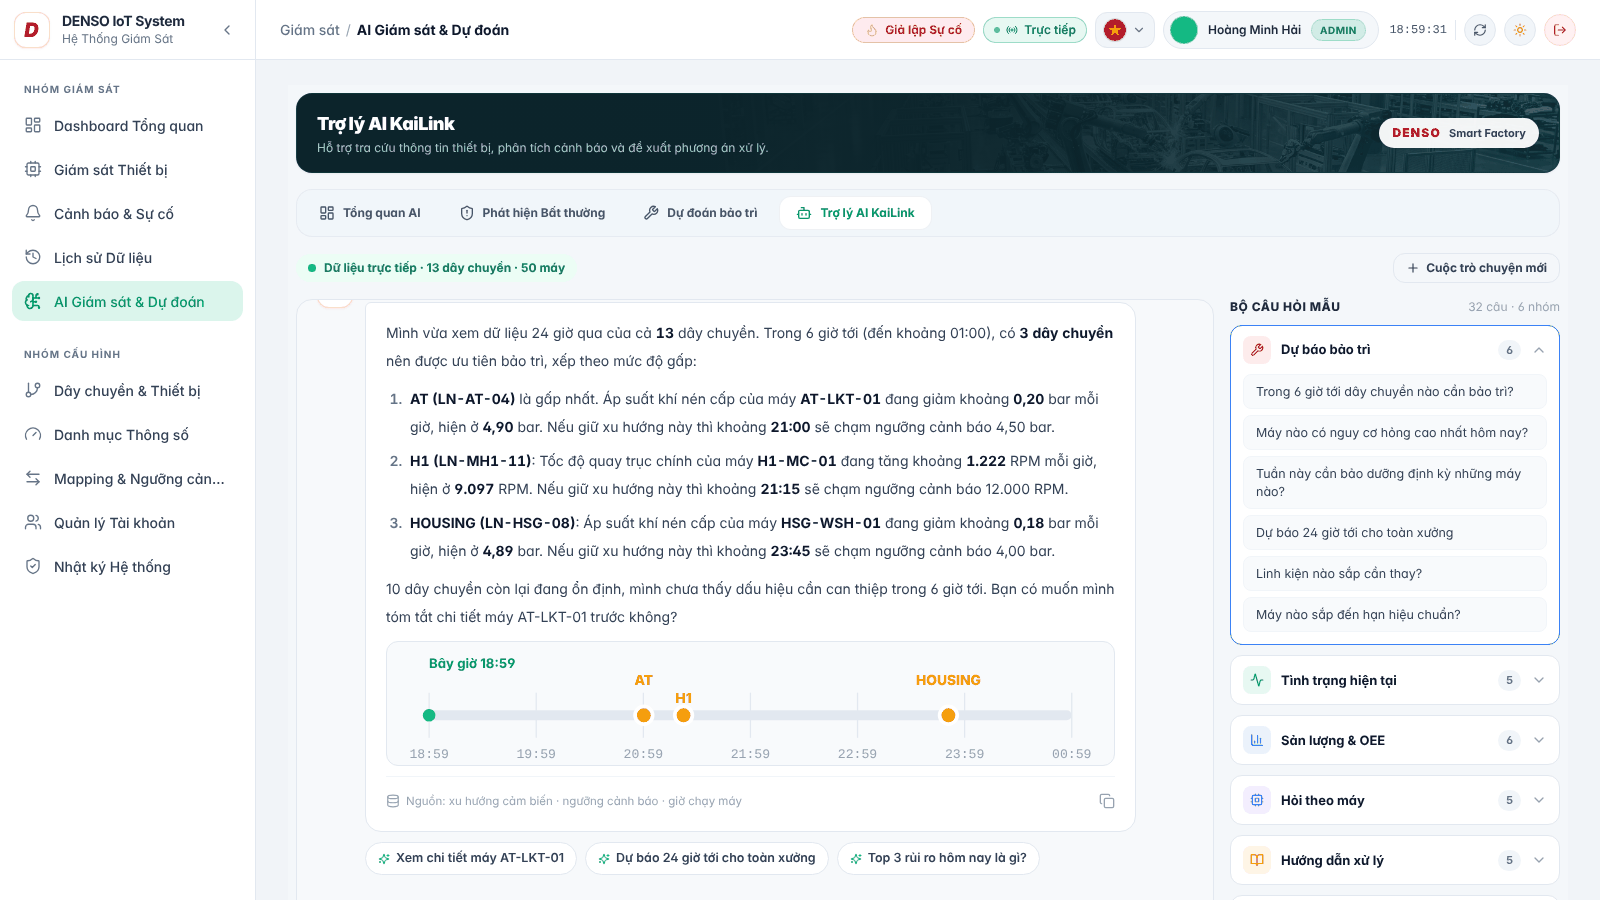 D
DENSO IoT System
Hệ Thống Giám Sát
NHÓM GIÁM SÁT
Dashboard Tổng quan
Giám sát Thiết bị
Cảnh báo & Sự cố
Lịch sử Dữ liệu
AI Giám sát & Dự đoán
NHÓM CẤU HÌNH
Dây chuyền & Thiết bị
Danh mục Thông số
Mapping & Ngưỡng cản...
Quản lý Tài khoản
Nhật ký Hệ thống
Giám sát / AI Giám sát & Dự đoán
Giả lập Sự cố
Trực tiếp
Hoàng Minh Hải
ADMIN
18:59:31
Trợ lý AI KaiLink
Hỗ trợ tra cứu thông tin thiết bị, phân tích cảnh báo và đề xuất phương án xử lý.
DENSO Smart Factory
Tổng quan AI
Phát hiện Bất thường
Dự đoán bảo trì
Trợ lý AI KaiLink
Dữ liệu trực tiếp · 13 dây chuyền · 50 máy
Cuộc trò chuyện mới
Mình vừa xem dữ liệu 24 giờ qua của cả 13 dây chuyền. Trong 6 giờ tới (đến khoảng 01:00), có 3 dây chuyền
nên được ưu tiên bảo trì, xếp theo mức độ gấp:
1. AT (LN-AT-04) là gấp nhất. Áp suất khí nén cấp của máy AT-LKT-01 đang giảm khoảng 0,20 bar mỗi
giờ, hiện ở 4,90 bar. Nếu giữ xu hướng này thì khoảng 21:00 sẽ chạm ngưỡng cảnh báo 4,50 bar.
2. H1 (LN-MH1-11): Tốc độ quay trục chính của máy H1-MC-01 đang tăng khoảng 1.222 RPM mỗi giờ,
hiện ở 9.097 RPM. Nếu giữ xu hướng này thì khoảng 21:15 sẽ chạm ngưỡng cảnh báo 12.000 RPM.
3. HOUSING (LN-HSG-08): Áp suất khí nén cấp của máy HSG-WSH-01 đang giảm khoảng 0,18 bar mỗi
giờ, hiện ở 4,89 bar. Nếu giữ xu hướng này thì khoảng 23:45 sẽ chạm ngưỡng cảnh báo 4,00 bar.
10 dây chuyền còn lại đang ổn định, mình chưa thấy dấu hiệu cần can thiệp trong 6 giờ tới. Bạn có muốn mình
tóm tắt chi tiết máy AT-LKT-01 trước không?
Bây giờ 18:59
AT
H1
HOUSING
18:59 19:59 20:59 21:59 22:59 23:59 00:59
Nguồn: xu hướng cảm biến · ngưỡng cảnh báo · giờ chạy máy
Xem chi tiết máy AT-LKT-01
Dự báo 24 giờ tới cho toàn xưởng
Top 3 rủi ro hôm nay là gì?
BỘ CÂU HỎI MẪU
32 câu · 6 nhóm
Dự báo bảo trì
6
Trong 6 giờ tới dây chuyền nào cần bảo trì?
Máy nào có nguy cơ hỏng cao nhất hôm nay?
Tuần này cần bảo dưỡng định kỳ những máy
nào?
Dự báo 24 giờ tới cho toàn xưởng
Linh kiện nào sắp cần thay?
Máy nào sắp đến hạn hiệu chuẩn?
Tình trạng hiện tại
5
Sản lượng & OEE
6
Hỏi theo máy
5
Hướng dẫn xử lý
5